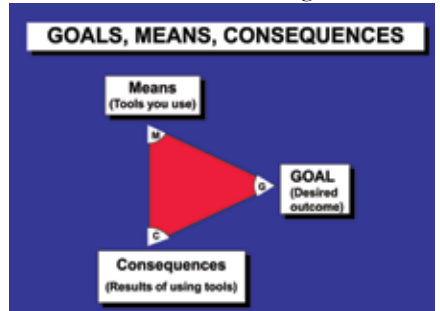 GOALS, MEANS, CONSEQUENCES
Means
(Tools you use)
M
G
GOAL
(Desired
outcome)
C
Consequences
(Results of using tools)